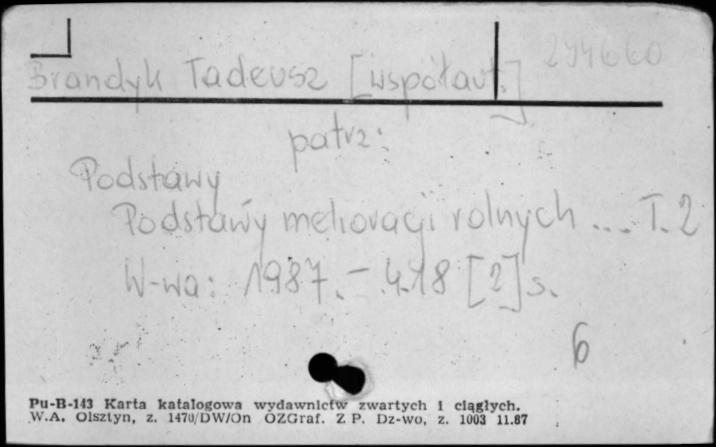 294660
Brandyk Tadeusz [współaut.]
patrz:
Podstawy
Podstawy melioracji rolnych ... T. 2
W-wa: 1987. – 418 [2] s.
6
Pu-B-143 Karta katalogowa wydawnictw zwartych i ciągłych.
W.A. Olsztyn, z. 1470/DW/On OZGraf. Z P. Dz-wo, z. 1003 11.87